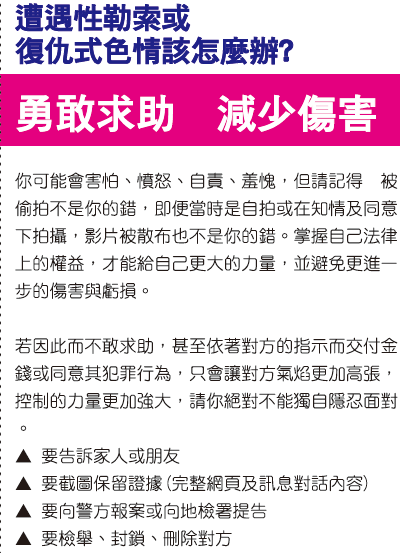 遭遇性勒索或
復仇式色情該怎麼辦?
勇敢求助 減少傷害
你可能會害怕、憤怒、自責、羞愧，但請記得 被
偷拍不是你的錯，即便當時是自拍或在知情及同意
下拍攝，影片被散布也不是你的錯。掌握自己法律
上的權益，才能給自己更大的力量，並避免更進一
步的傷害與虧損。
若因此而不敢求助，甚至依著對方的指示而交付金
錢或同意其犯罪行為，只會讓對方氣焰更加高張，
控制的力量更加強大，請你絕對不能獨自隱忍面對
。
▲ 要告訴家人或朋友
▲ 要截圖保留證據(完整網頁及訊息對話內容)
▲ 要向警方報案或向地檢署提告
▲ 要檢舉、封鎖、刪除對方